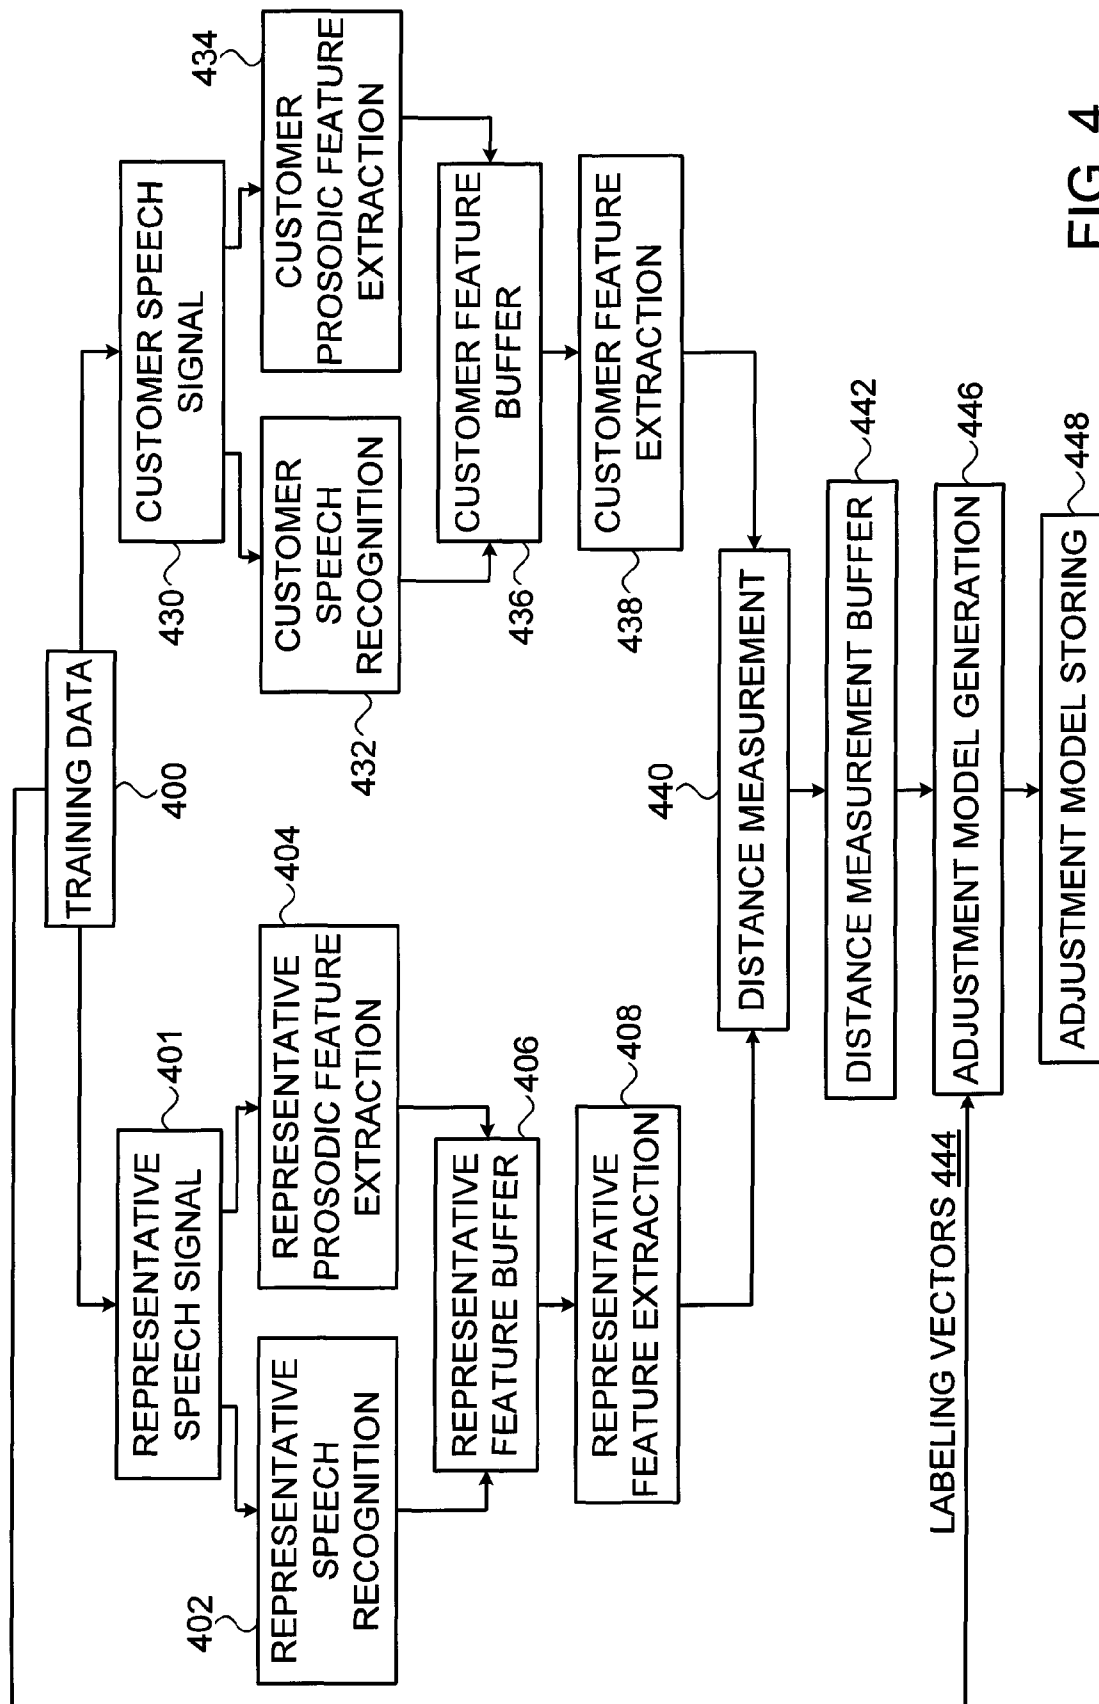 TRAINING DATA
400
REPRESENTATIVE
SPEECH SIGNAL
401
CUSTOMER SPEECH
SIGNAL
430
402
REPRESENTATIVE
SPEECH
RECOGNITION
REPRESENTATIVE
PROSODIC FEATURE
EXTRACTION
404
CUSTOMER
SPEECH
RECOGNITION
432
CUSTOMER
PROSODIC FEATURE
EXTRACTION
434
REPRESENTATIVE
FEATURE BUFFER
406
CUSTOMER FEATURE
BUFFER
436
REPRESENTATIVE
FEATURE EXTRACTION
408
CUSTOMER FEATURE
EXTRACTION
438
440
DISTANCE MEASUREMENT
DISTANCE MEASUREMENT BUFFER
442
LABELING VECTORS 444
ADJUSTMENT MODEL GENERATION
446
ADJUSTMENT MODEL STORING
448
FIG. 4